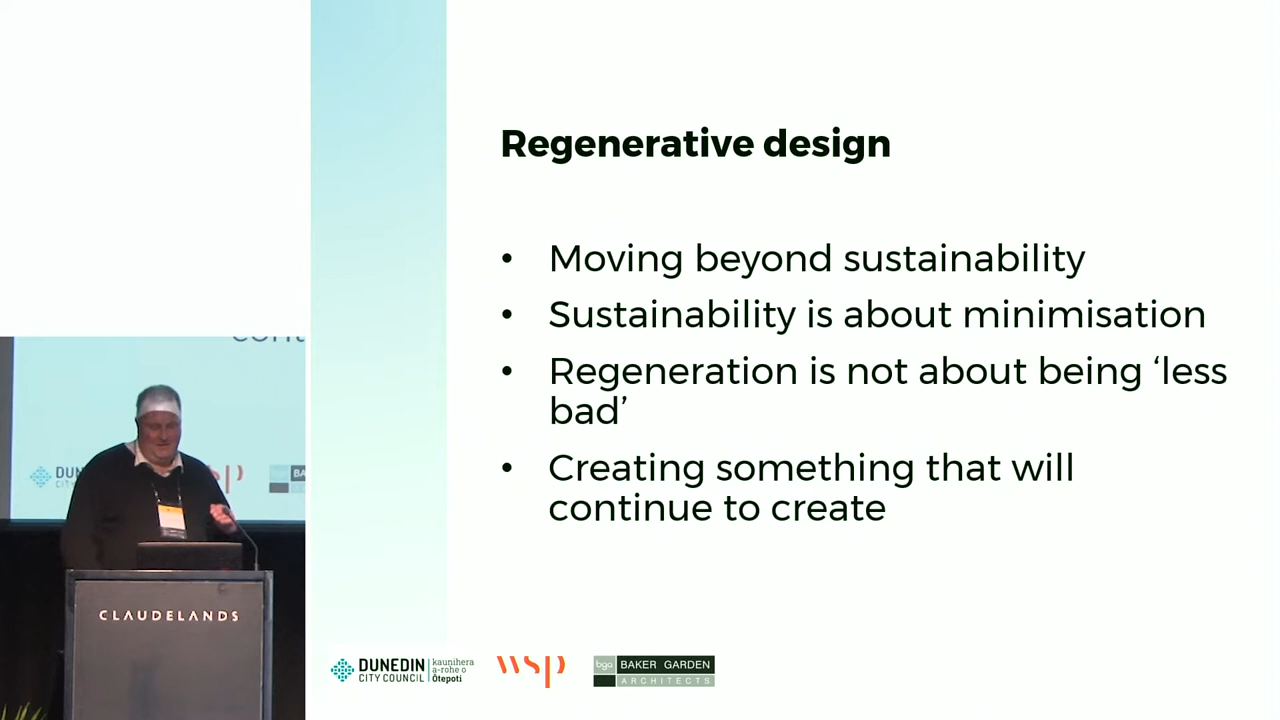 Regenerative design
• Moving beyond sustainability
• Sustainability is about minimisation
• Regeneration is not about being ‘less
bad’
• Creating something that will
continue to create
DUNEDIN
CITY COUNCIL
kaunihera
a-rohe o
Ōtepoti
wsp
bga BAKER GARDEN
ARCHITECTS
CLAUDELANDS